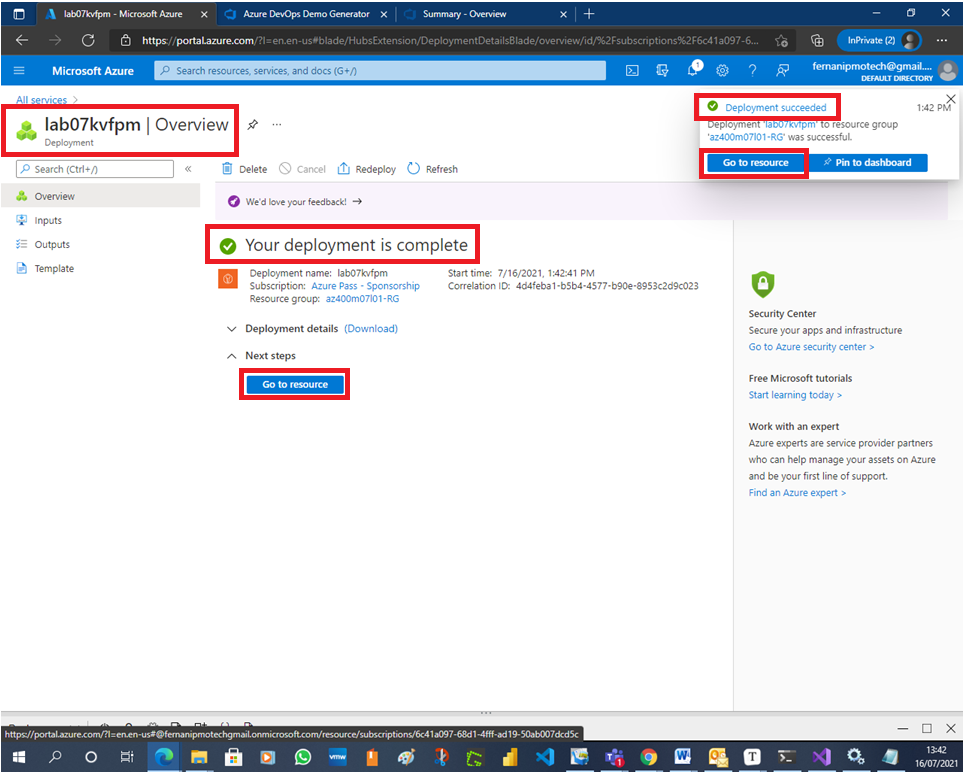 lab07kvfpm - Microsoft Azure
Azure DevOps Demo Generator
Summary - Overview
https://portal.azure.com/?l=en.en-us#blade/HubsExtension/DeploymentDetailsBlade/overview/id/%2Fsubscriptions%2F6c41a097-6...
InPrivate (2)
Microsoft Azure
Search resources, services, and docs (G+/)
1
fernanipmotech@gmail....
DEFAULT DIRECTORY
All services >
lab07kvfpm | Overview
Deployment
Deployment succeeded
1:42 PM
Deployment 'lab07kvfpm' to resource group
'az400m07l01-RG' was successful.
Go to resource
Pin to dashboard
Search (Ctrl+/)
Delete
Cancel
Redeploy
Refresh
We'd love your feedback! →
Overview
Inputs
Outputs
Template
Your deployment is complete
Deployment name: lab07kvfpm
Subscription: Azure Pass - Sponsorship
Resource group: az400m07l01-RG
Start time: 7/16/2021, 1:42:41 PM
Correlation ID: 4d4feba1-b5b4-4577-b90e-8953c2d9c023
Deployment details (Download)
Next steps
Go to resource
Security Center
Secure your apps and infrastructure
Go to Azure security center >
Free Microsoft tutorials
Start learning today >
Work with an expert
Azure experts are service provider partners
who can help manage your assets on Azure
and be your first line of support.
Find an Azure expert >
https://portal.azure.com/?l=en.en-us#@fernanipmotechgmail.onmicrosoft.com/resource/subscriptions/6c41a097-68d1-4fff-ad19-50ab007dcd5c
vmw
1
T
13:42
16/07/2021